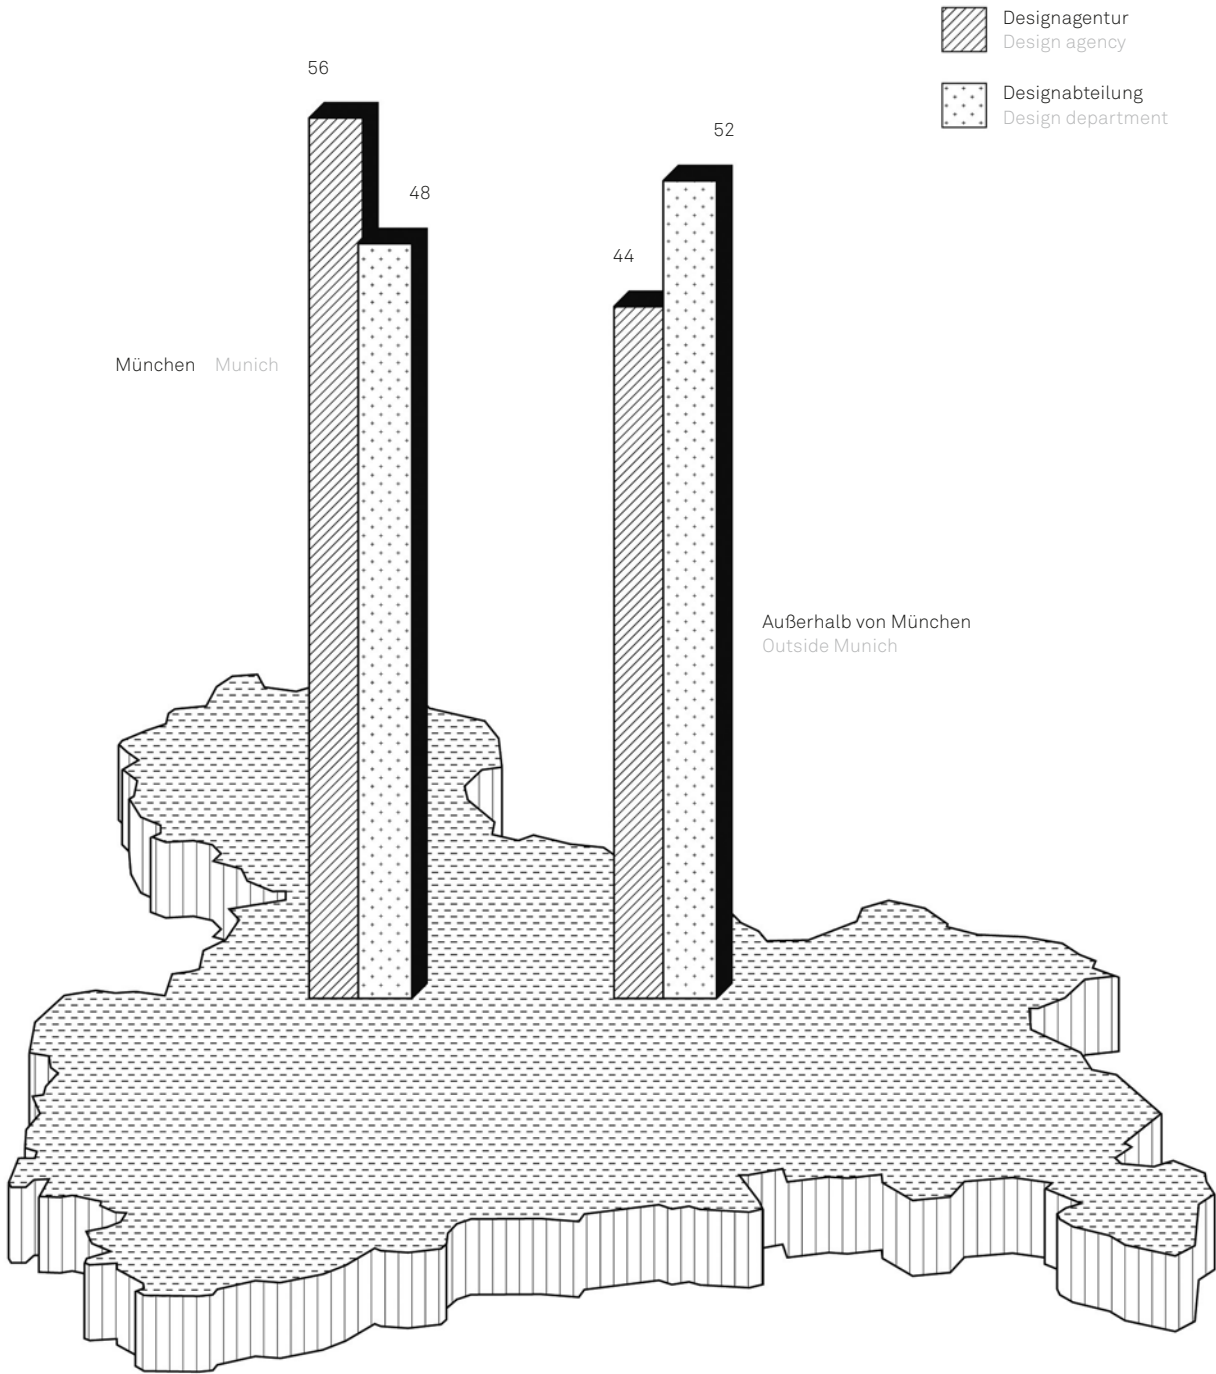 Designagentur
Design agency
Designabteilung
Design department
56
52
48
44
München Munich
Außerhalb von München
Outside Munich